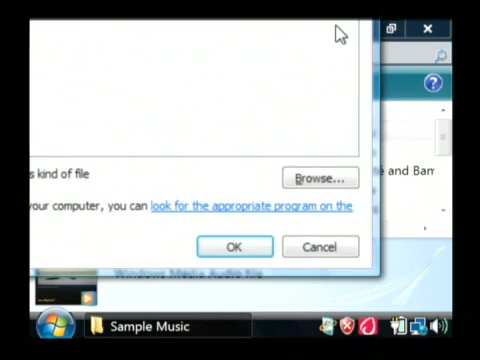 s kind of file
Browse...
é and Bam
your computer, you can look for the appropriate program on the
OK
Cancel
Windows Media Audio file
Sample Music